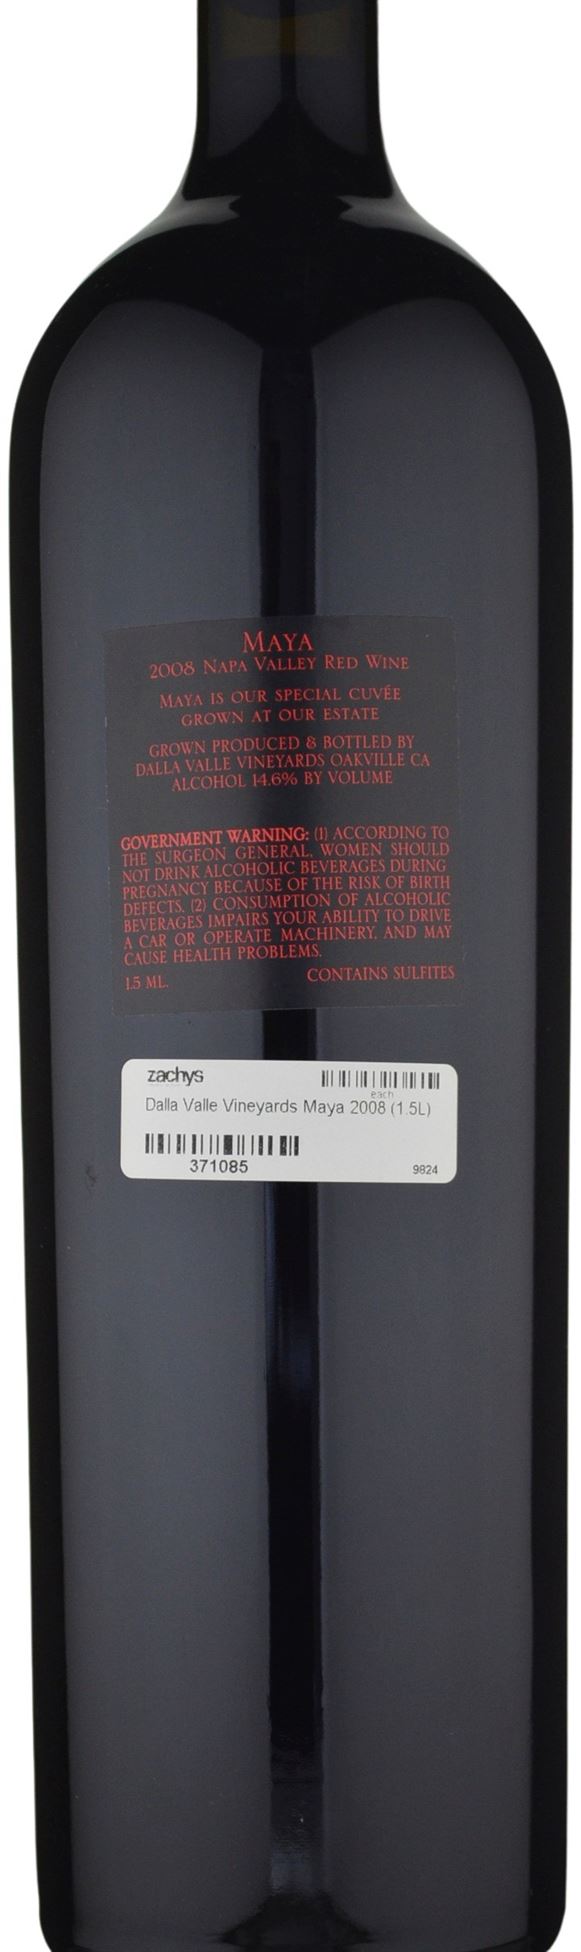 MAYA
2008 NAPA VALLEY RED WINE
MAYA IS OUR SPECIAL CUVÉE
GROWN AT OUR ESTATE
GROWN PRODUCED & BOTTLED BY
DALLA VALLE VINEYARDS OAKVILLE CA
ALCOHOL 14.6% BY VOLUME
GOVERNMENT WARNING: (1) ACCORDING TO
THE SURGEON GENERAL, WOMEN SHOULD
NOT DRINK ALCOHOLIC BEVERAGES DURING
PREGNANCY BECAUSE OF THE RISK OF BIRTH
DEFECTS. (2) CONSUMPTION OF ALCOHOLIC
BEVERAGES IMPAIRS YOUR ABILITY TO DRIVE
A CAR OR OPERATE MACHINERY, AND MAY
CAUSE HEALTH PROBLEMS.
1.5 ML. CONTAINS SULFITES
zachys
each
Dalla Valle Vineyards Maya 2008 (1.5L)
371085
9824